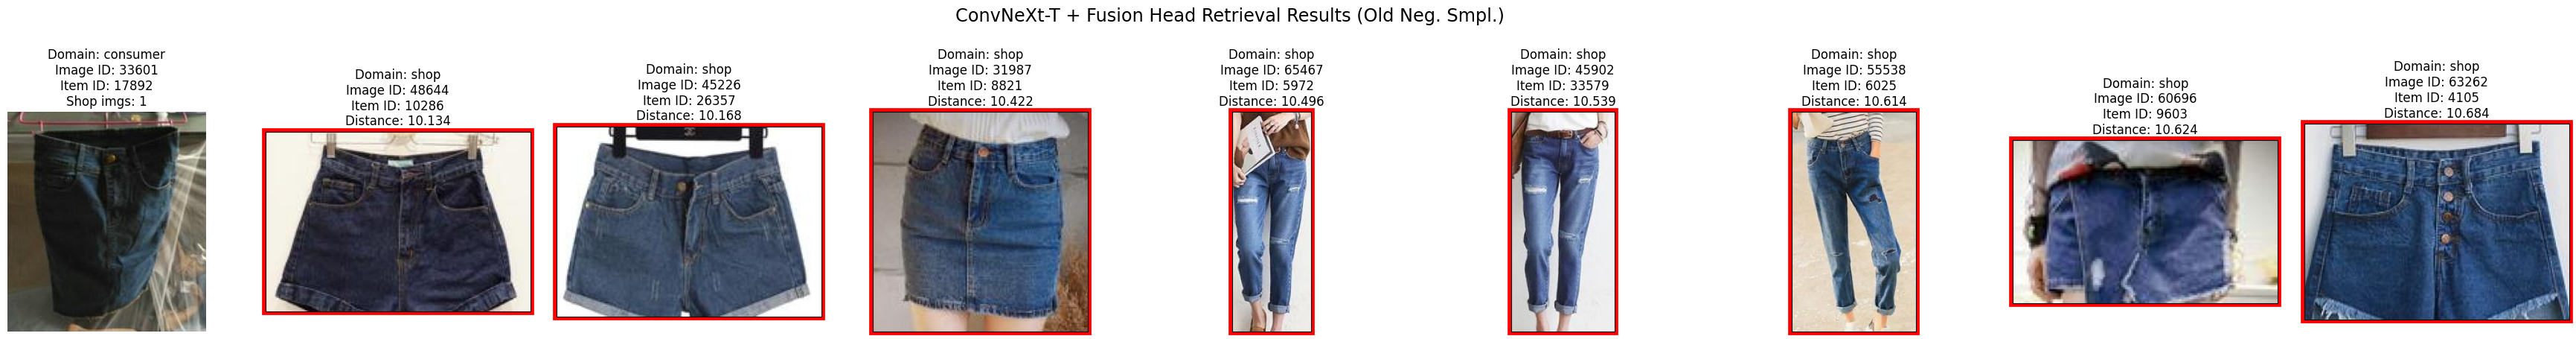 ConvNeXt-T + Fusion Head Retrieval Results (Old Neg. Smpl.)
Domain: consumer
Image ID: 33601
Item ID: 17892
Shop imgs: 1
Domain: shop
Image ID: 48644
Item ID: 10286
Distance: 10.134
Domain: shop
Image ID: 45226
Item ID: 26357
Distance: 10.168
Domain: shop
Image ID: 31987
Item ID: 8821
Distance: 10.422
Domain: shop
Image ID: 65467
Item ID: 5972
Distance: 10.496
Domain: shop
Image ID: 45902
Item ID: 33579
Distance: 10.539
Domain: shop
Image ID: 55538
Item ID: 6025
Distance: 10.614
Domain: shop
Image ID: 60696
Item ID: 9603
Distance: 10.624
Domain: shop
Image ID: 63262
Item ID: 4105
Distance: 10.684